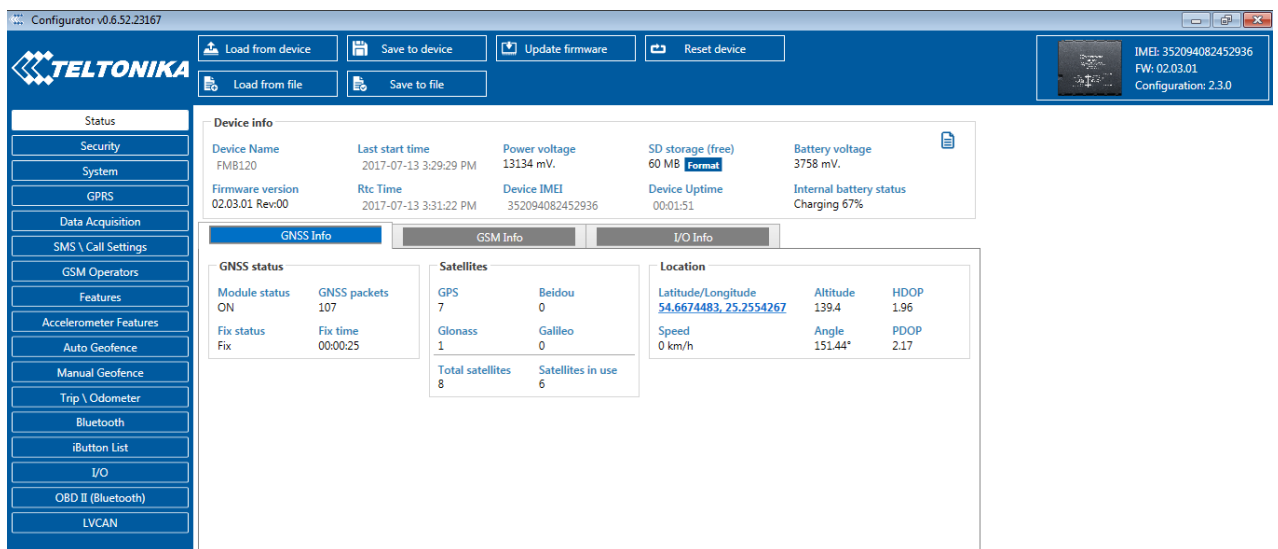 Configurator v0.6.52.23167
TELTONIKA
Load from device
Save to device
Update firmware
Reset device
Load from file
Save to file
IMEI: 352094082452936
FW: 02.03.01
Configuration: 2.3.0
Status
Security
System
GPRS
Data Acquisition
SMS \ Call Settings
GSM Operators
Features
Accelerometer Features
Auto Geofence
Manual Geofence
Trip \ Odometer
Bluetooth
iButton List
I/O
OBD II (Bluetooth)
LVCAN
Device info
Device Name Last start time Power voltage SD storage (free) Battery voltage
FMB120 2017-07-13 3:29:29 PM 13134 mV. 60 MB Format 3758 mV.
Firmware version Rtc Time Device IMEI Device Uptime Internal battery status
02.03.01 Rev:00 2017-07-13 3:31:22 PM 352094082452936 00:01:51 Charging 67%
GNSS Info GSM Info I/O Info
GNSS status
Module status GNSS packets
ON 107
Fix status Fix time
Fix 00:00:25
Satellites
GPS Beidou
7 0
Glonass Galileo
1 0
Total satellites Satellites in use
8 6
Location
Latitude/Longitude Altitude HDOP
54.6674483, 25.2554267 139.4 1.96
Speed Angle PDOP
0 km/h 151.44° 2.17